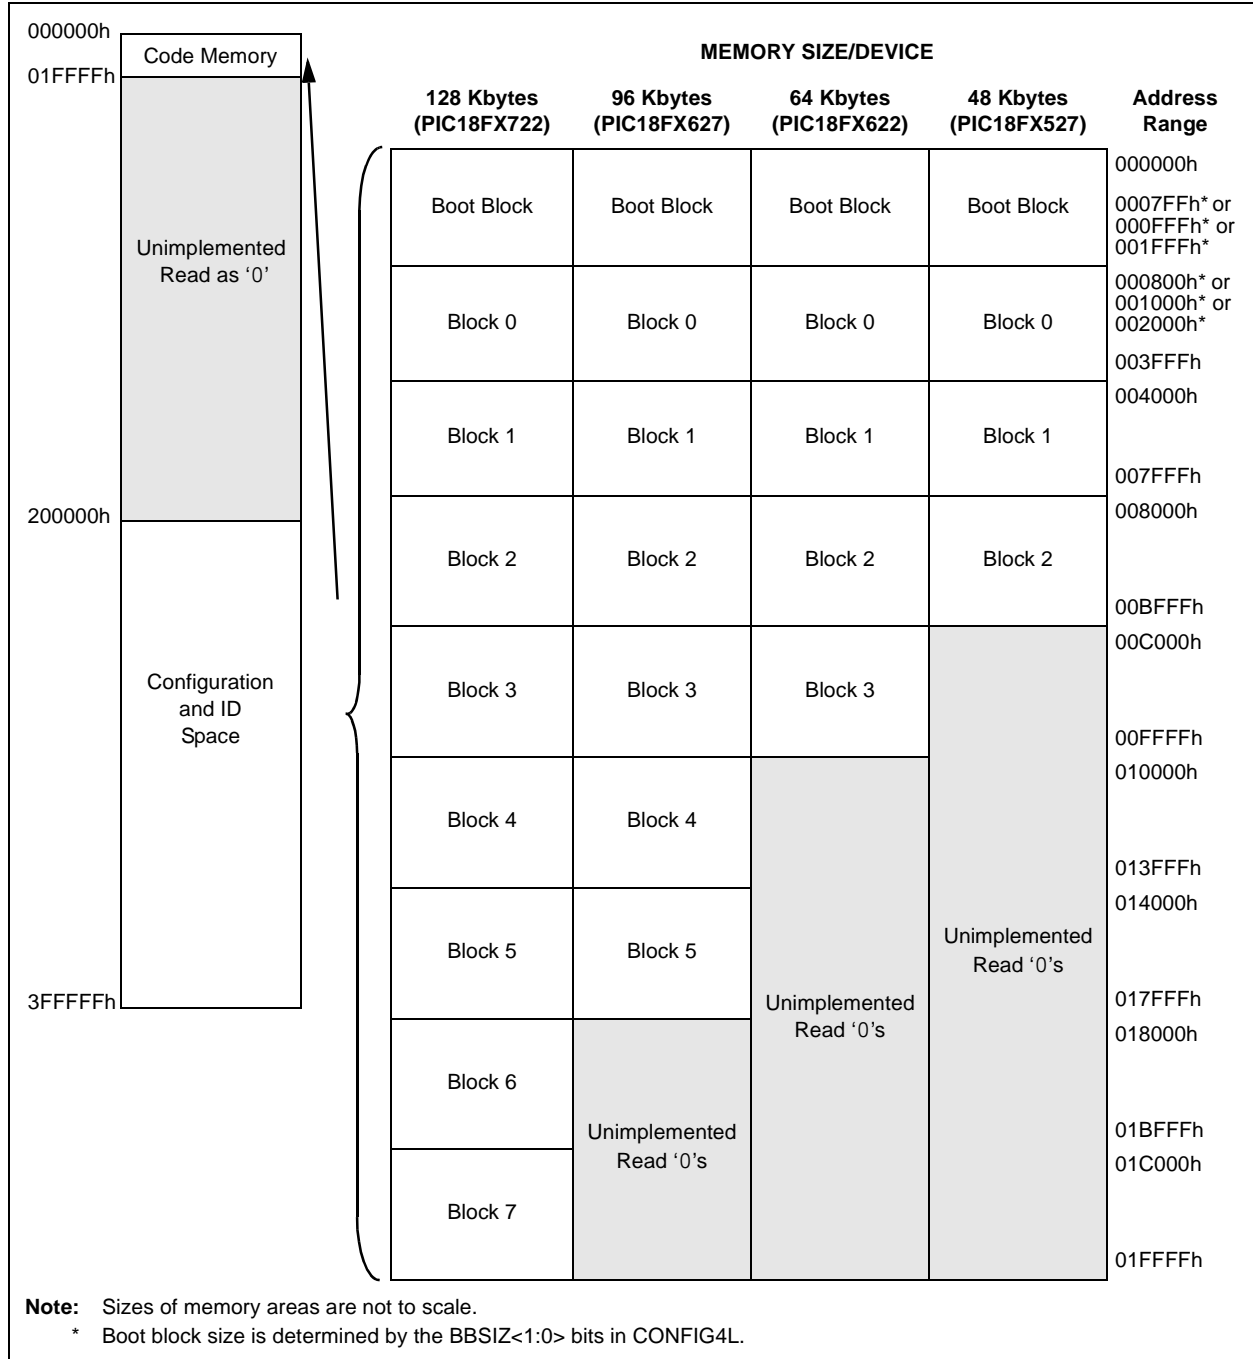 000000h
Code Memory
01FFFFh
Unimplemented
Read as ‘0’
200000h
Configuration
and ID
Space
3FFFFFh
MEMORY SIZE/DEVICE
128 Kbytes
(PIC18FX722)
96 Kbytes
(PIC18FX627)
64 Kbytes
(PIC18FX622)
48 Kbytes
(PIC18FX527)
Address
Range
Boot Block
Boot Block
Boot Block
Boot Block
000000h
0007FFh* or
000FFFh* or
001FFFh*
Block 0
Block 0
Block 0
Block 0
000800h* or
001000h* or
002000h*
003FFFh
Block 1
Block 1
Block 1
Block 1
004000h
007FFFh
Block 2
Block 2
Block 2
Block 2
008000h
00BFFFh
Block 3
Block 3
Block 3
00C000h
00FFFFh
Block 4
Block 4
010000h
013FFFh
Block 5
Block 5
Unimplemented
Read ‘0’s
014000h
017FFFh
Unimplemented
Read ‘0’s
Block 6
018000h
01BFFFh
Unimplemented
Read ‘0’s
Block 7
01C000h
01FFFFh
Note: Sizes of memory areas are not to scale.
* Boot block size is determined by the BBSIZ<1:0> bits in CONFIG4L.